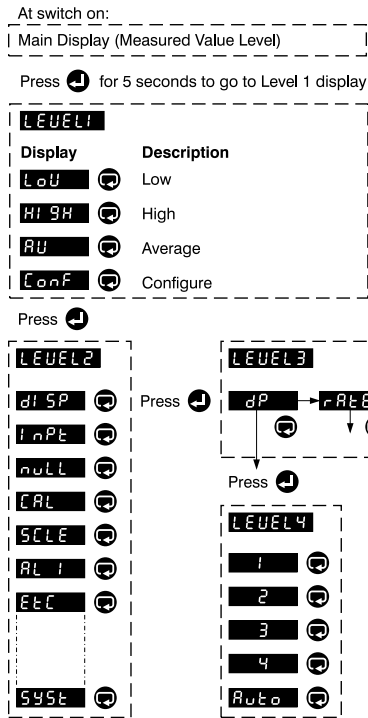 At switch on:
Main Display (Measured Value Level)
Press for 5 seconds to go to Level 1 display
LEVEL1
Display Description
LoU Low
HI gH High
AU Average
ConF Configure
Press
LEVEL2
dISP
InPt
nuLL
CAL
SCLE
AL 1
EtC
SYSt
Press
LEVEL3
dP rAtE
Press
LEVEL4
1
2
3
4
Auto